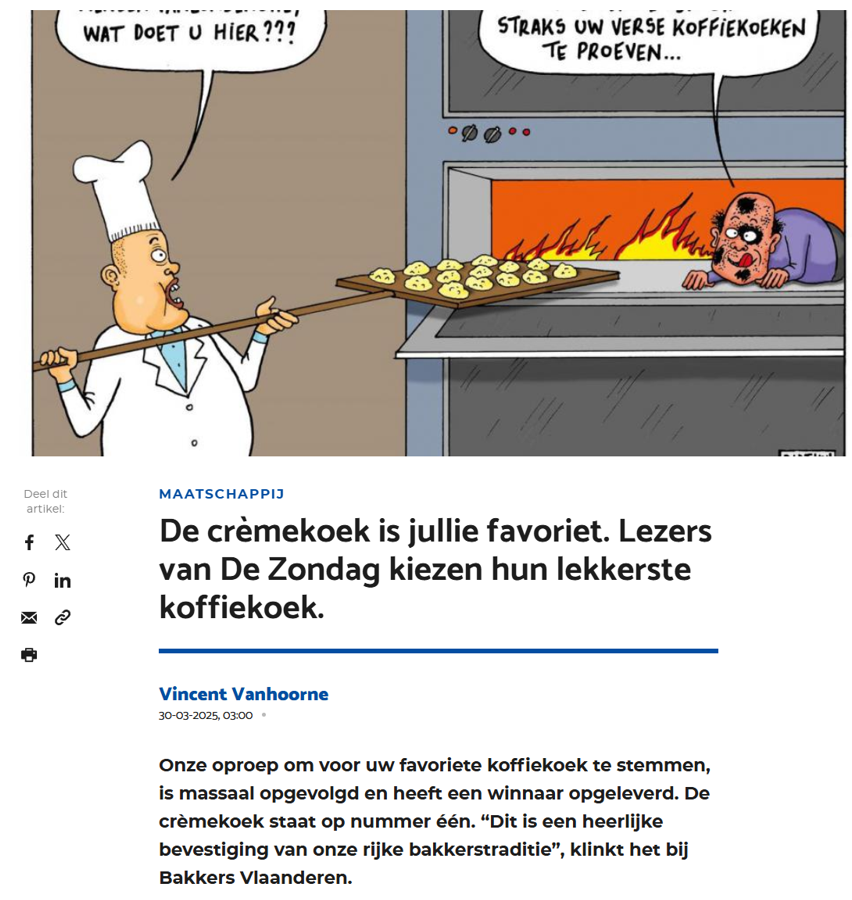 WAT DOET U HIER???
STRAKS UW VERSE KOFFIEKOEKEN
TE PROEVEN...
Deel dit
artikel:
MAATSCHAPPIJ
De crèmekoek is jullie favoriet. Lezers
van De Zondag kiezen hun lekkerste
koffiekoek.
Vincent Vanhoorne
30-03-2025, 03:00
Onze oproep om voor uw favoriete koffiekoek te stemmen,
is massaal opgevolgd en heeft een winnaar opgeleverd. De
crèmekoek staat op nummer één. “Dit is een heerlijke
bevestiging van onze rijke bakkerstraditie”, klinkt het bij
Bakkers Vlaanderen.